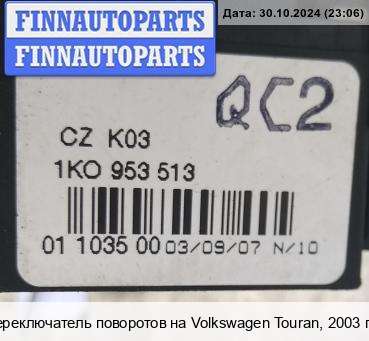 FINNAUTOPARTS
FINNAUTOPARTS
Дата: 30.10.2024 (23:06)
QC2
CZ K03
1KO 953 513
01 1035 00 03/09/07 N/10
ереключатель поворотов на Volkswagen Touran, 2003 г